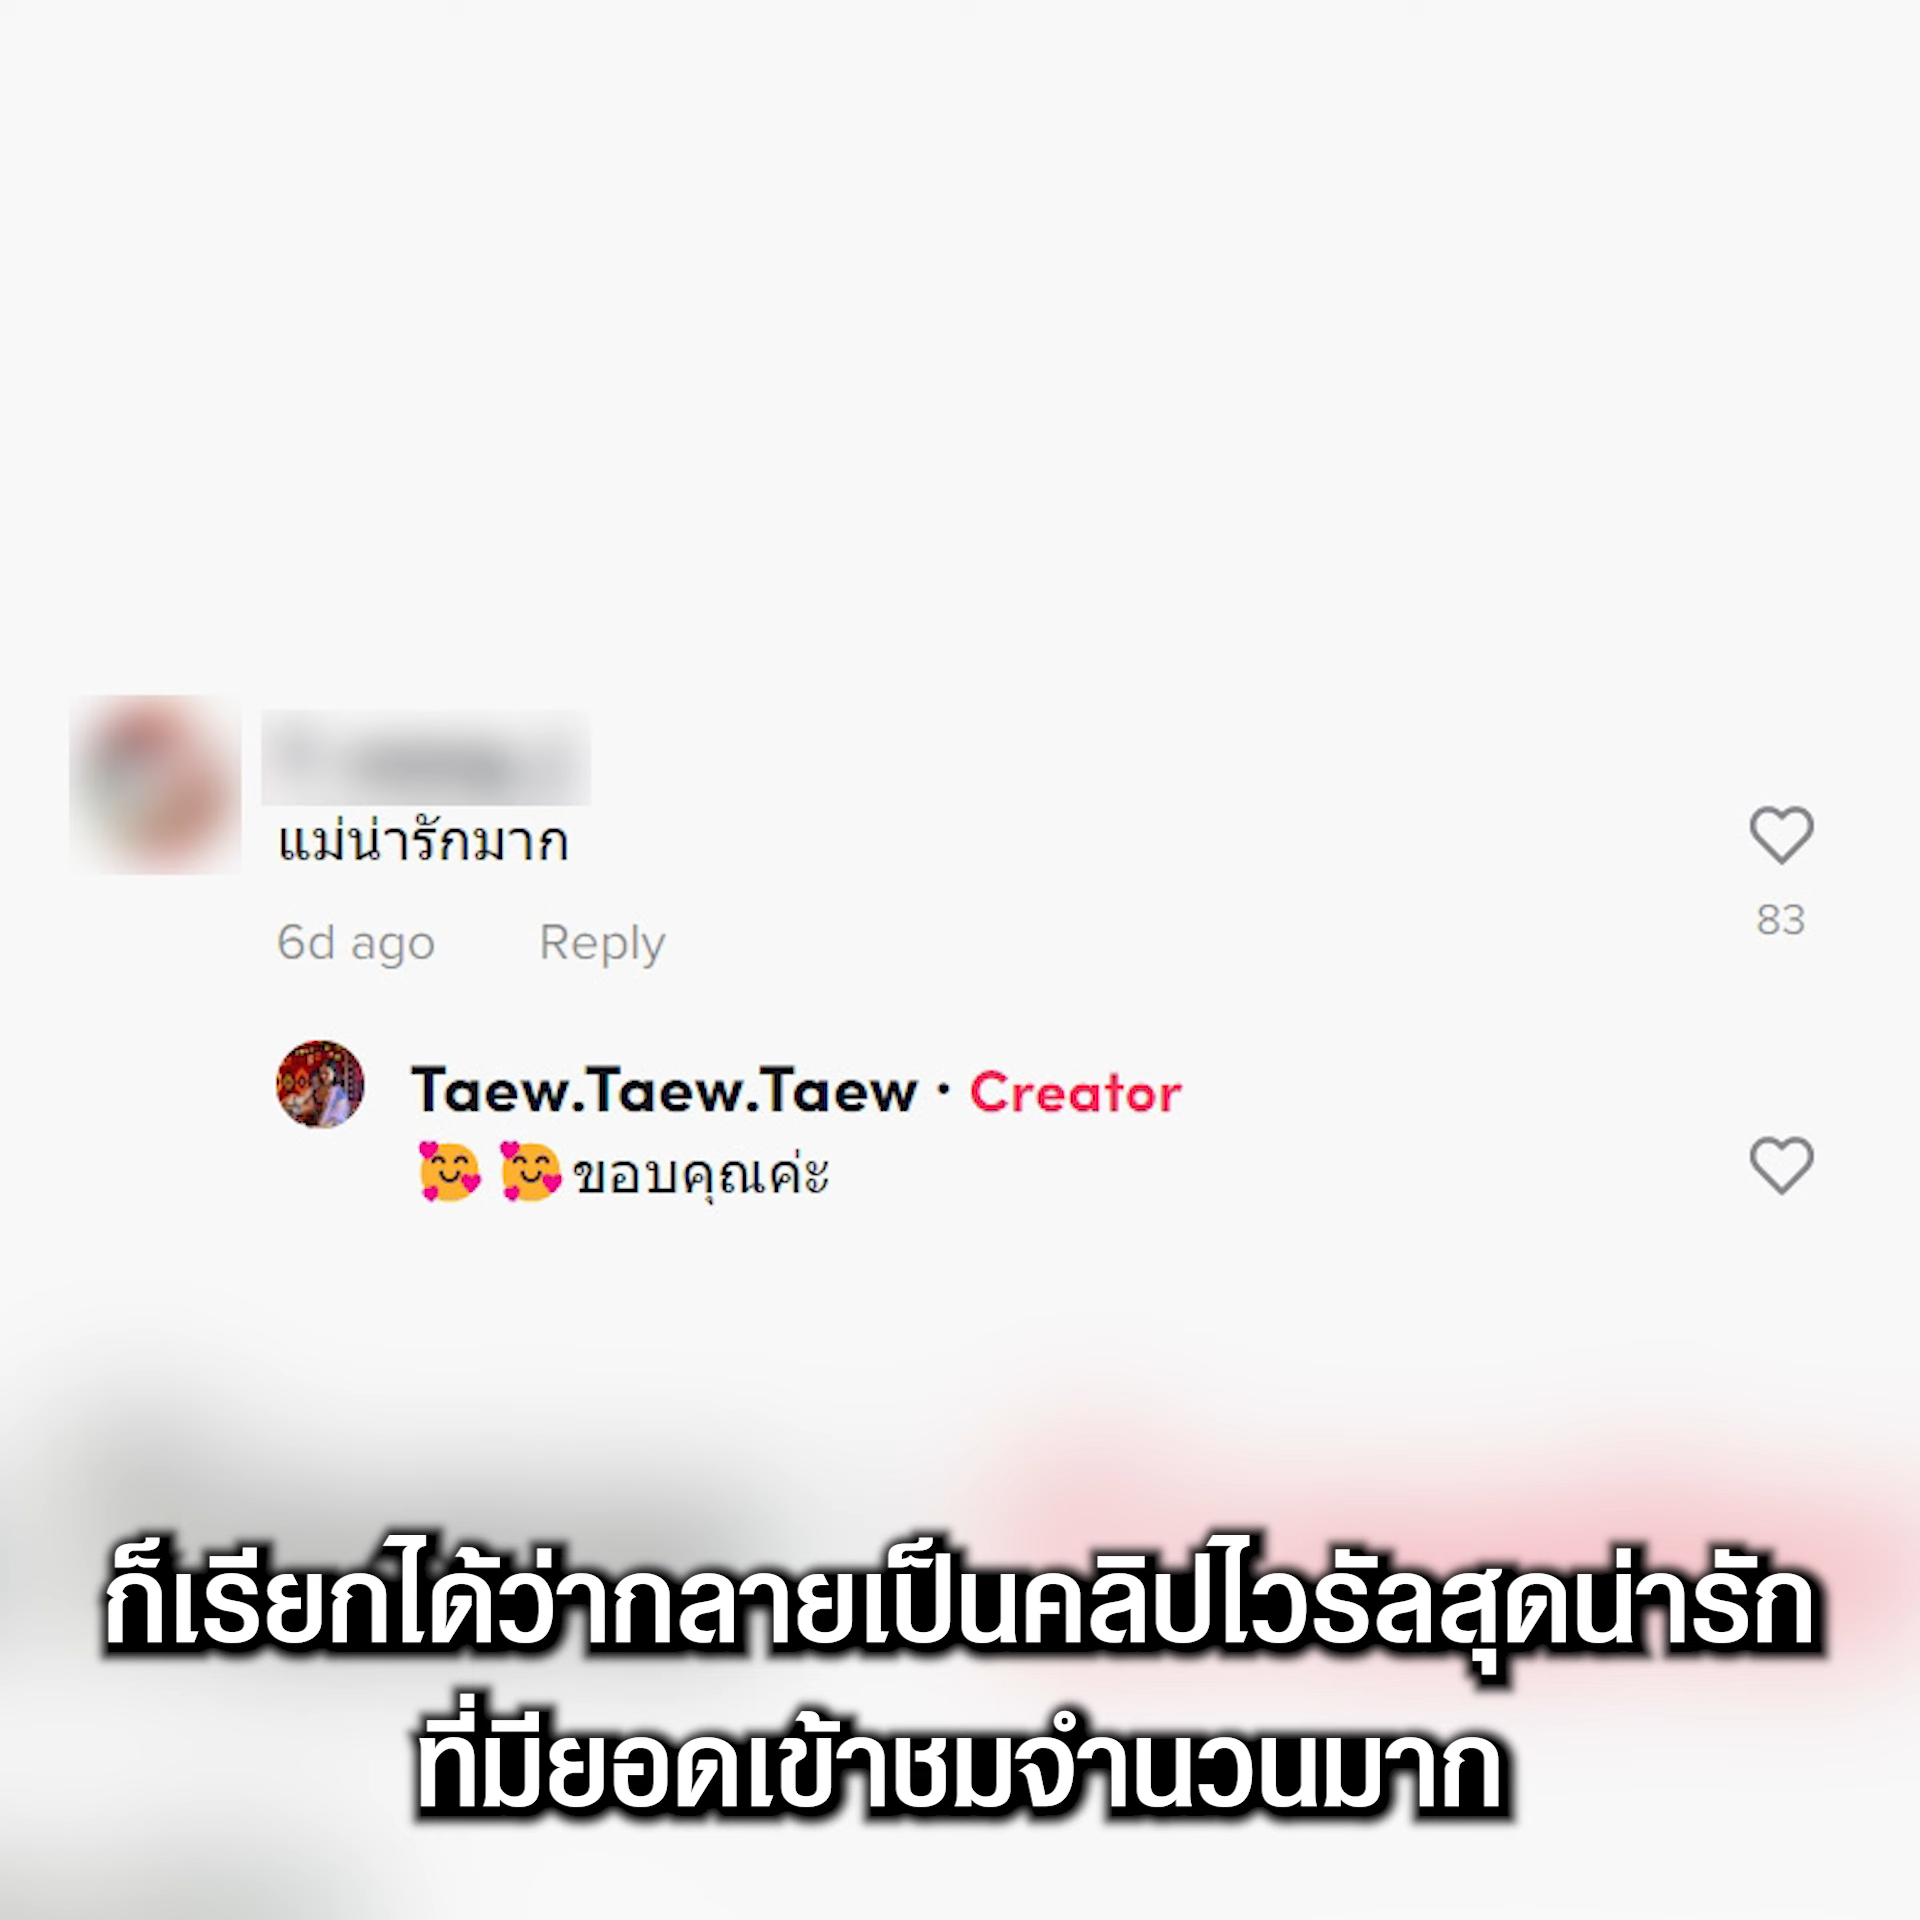 แม่น่ารักมาก
6d ago Reply
83
Taew.Taew.Taew · Creator
🥰 🥰 ขอบคุณค่ะ
ก็เรียกได้ว่ากลายเป็นคลิปไวรัลสุดน่ารัก
ที่มียอดเข้าชมจำนวนมาก